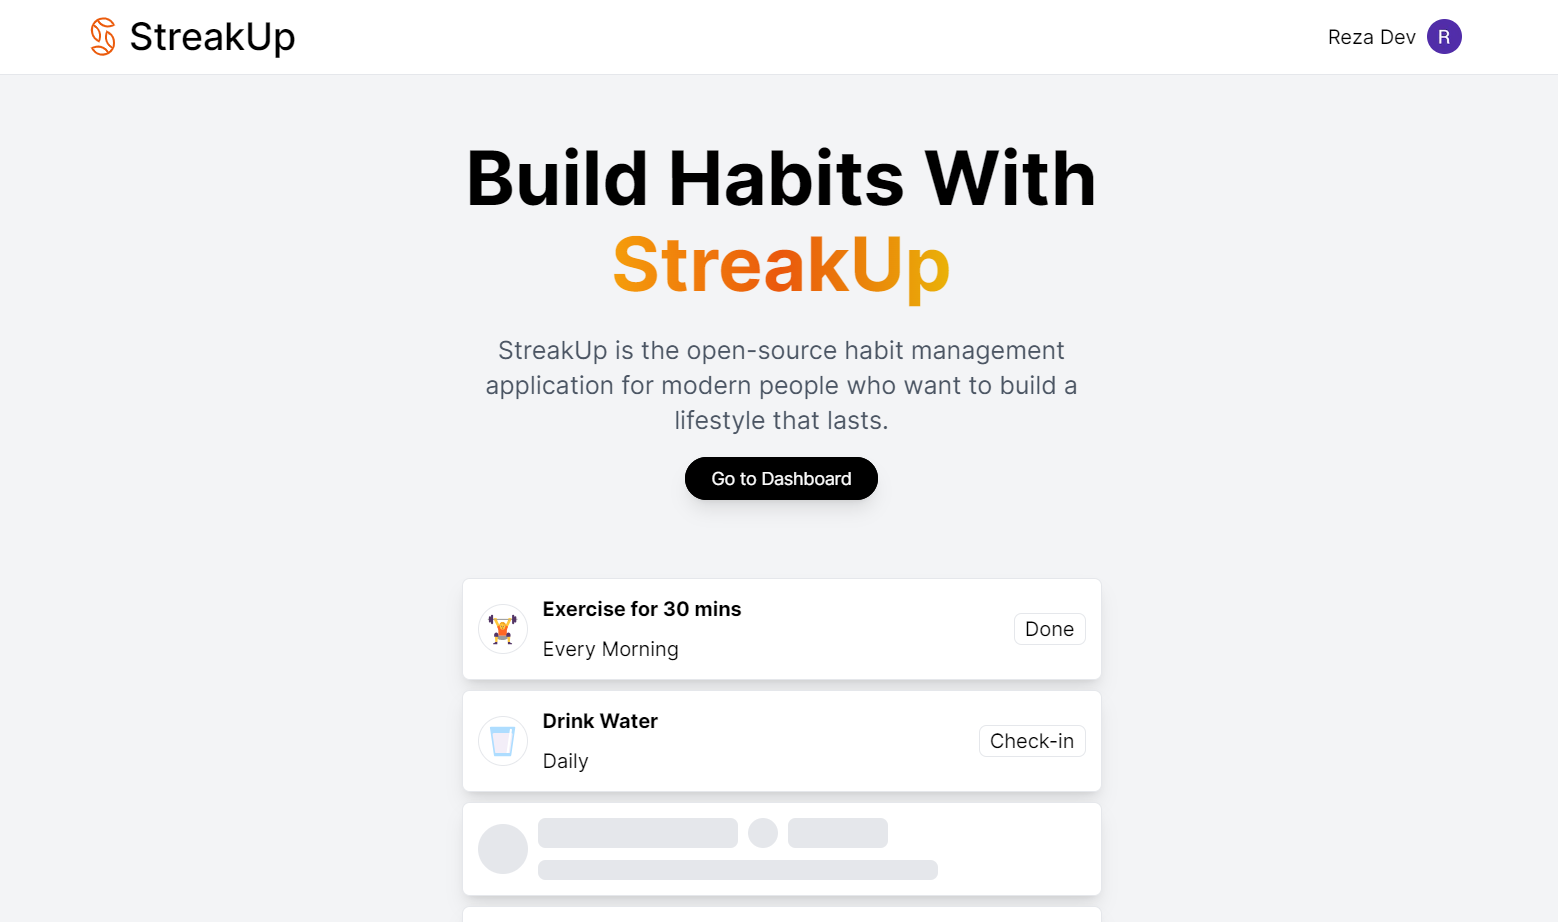 StreakUp
Reza Dev
R
Build Habits With
StreakUp
StreakUp is the open-source habit management
application for modern people who want to build a
lifestyle that lasts.
Go to Dashboard
Exercise for 30 mins
Every Morning
Done
Drink Water
Daily
Check-in